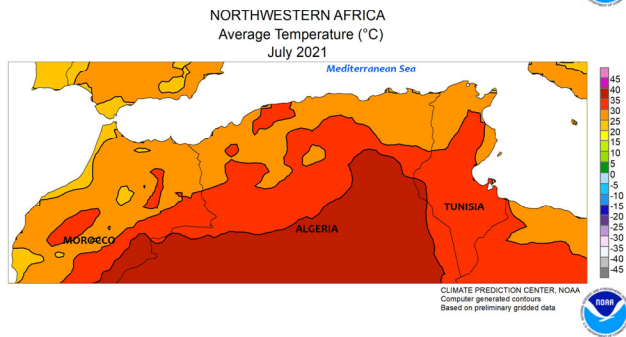 NORTHWESTERN AFRICA
Average Temperature (°C)
July 2021
Mediterranean Sea
MOROCCO
ALGERIA
TUNISIA
45
40
35
30
25
20
15
10
5
0
-5
-10
-15
-20
-25
-30
-35
-40
-45
CLIMATE PREDICTION CENTER, NOAA
Computer generated contours
Based on preliminary gridded data
NOAA